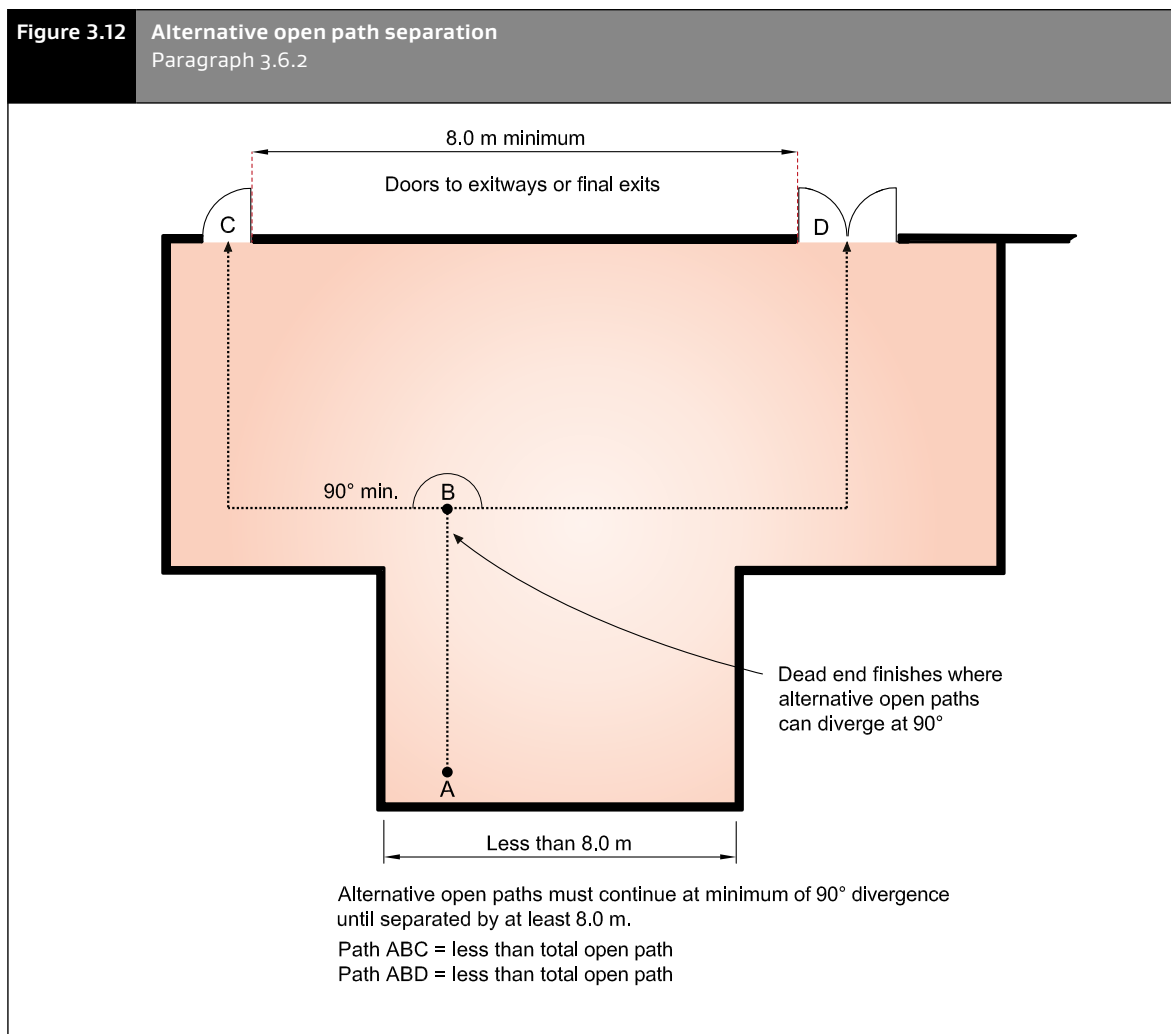 Figure 3.12
Alternative open path separation
Paragraph 3.6.2
8.0 m minimum
Doors to exitways or final exits
C
D
90° min.
B
Dead end finishes where
alternative open paths
can diverge at 90°
A
Less than 8.0 m
Alternative open paths must continue at minimum of 90° divergence
until separated by at least 8.0 m.
Path ABC = less than total open path
Path ABD = less than total open path